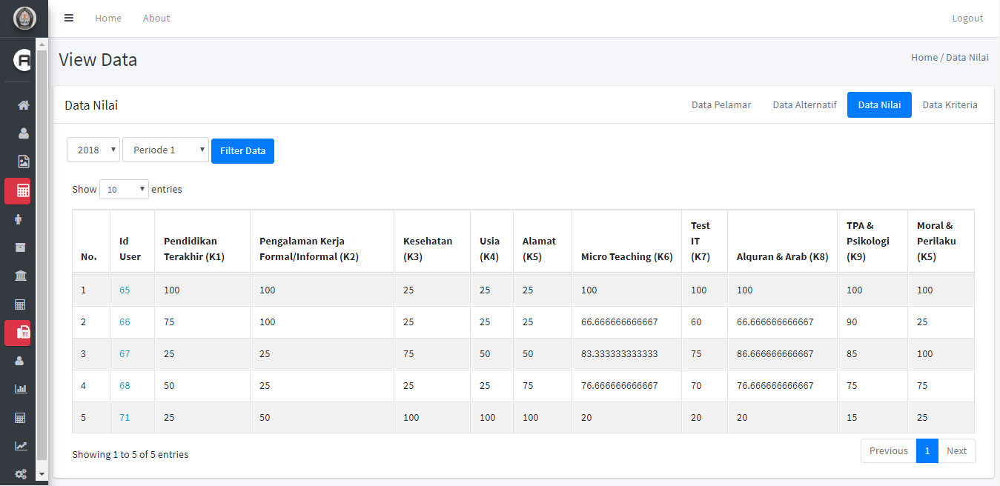 Home About Logout
View Data Home / Data Nilai
Data Nilai Data Pelamar Data Alternatif Data Nilai Data Kriteria
2018 Periode 1 Filter Data
Show 10 entries
No. Id User Pendidikan Terakhir (K1) Pengalaman Kerja Formal/Informal (K2) Kesehatan (K3) Usia (K4) Alamat (K5) Micro Teaching (K6) Test IT (K7) Alquran & Arab (K8) TPA & Psikologi (K9) Moral & Perilaku (K5)
1 65 100 100 25 25 25 100 100 100 100 100
2 66 75 100 25 25 25 66.666666666667 60 66.666666666667 90 25
3 67 25 25 75 50 50 83.333333333333 75 86.666666666667 85 100
4 68 50 25 25 25 75 76.666666666667 70 76.666666666667 75 75
5 71 25 50 100 100 100 20 20 20 15 25
Showing 1 to 5 of 5 entries Previous 1 Next